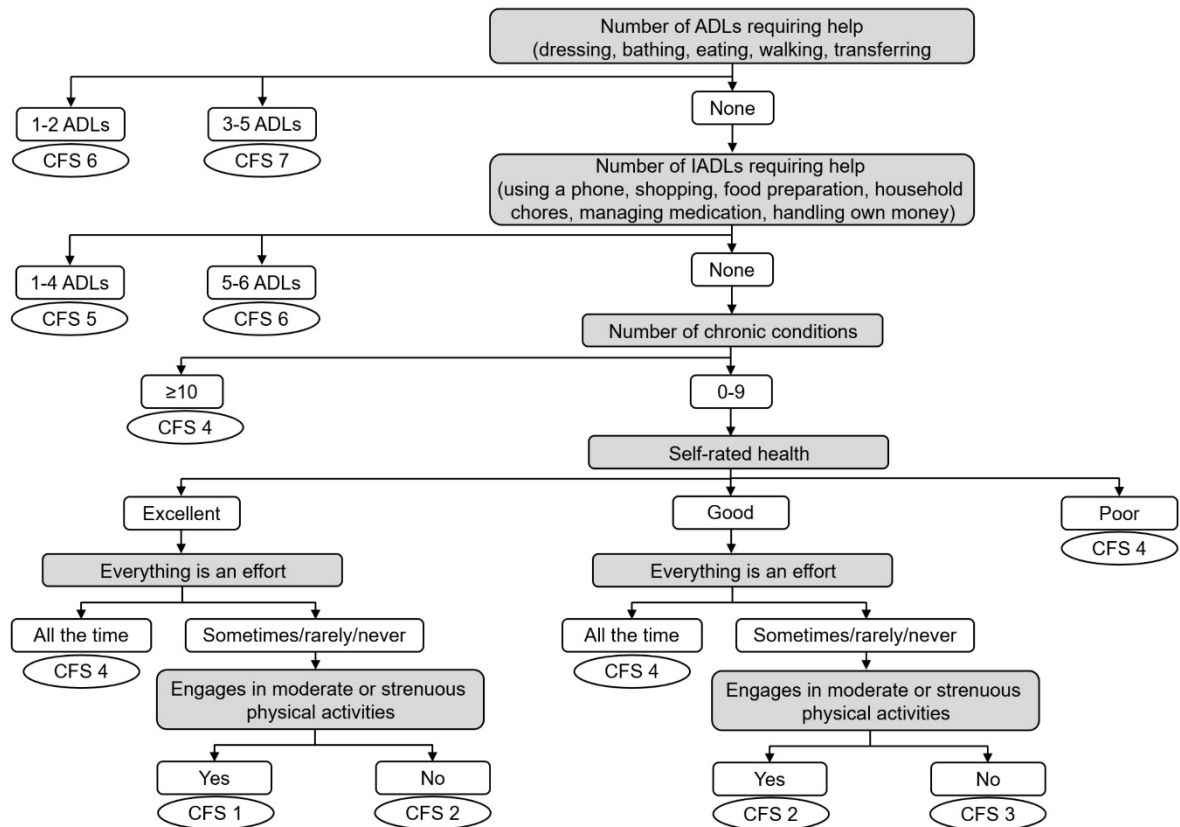 Number of ADLs requiring help
(dressing, bathing, eating, walking, transferring
1-2 ADLs
3-5 ADLs
None
CFS 6
CFS 7
Number of IADLs requiring help
(using a phone, shopping, food preparation, household
chores, managing medication, handling own money)
1-4 ADLs
5-6 ADLs
None
CFS 5
CFS 6
Number of chronic conditions
≥10
0-9
CFS 4
Self-rated health
Excellent
Good
Poor
CFS 4
Everything is an effort
Everything is an effort
All the time
Sometimes/rarely/never
All the time
Sometimes/rarely/never
CFS 4
CFS 4
Engages in moderate or strenuous
physical activities
Engages in moderate or strenuous
physical activities
Yes
No
Yes
No
CFS 1
CFS 2
CFS 2
CFS 3